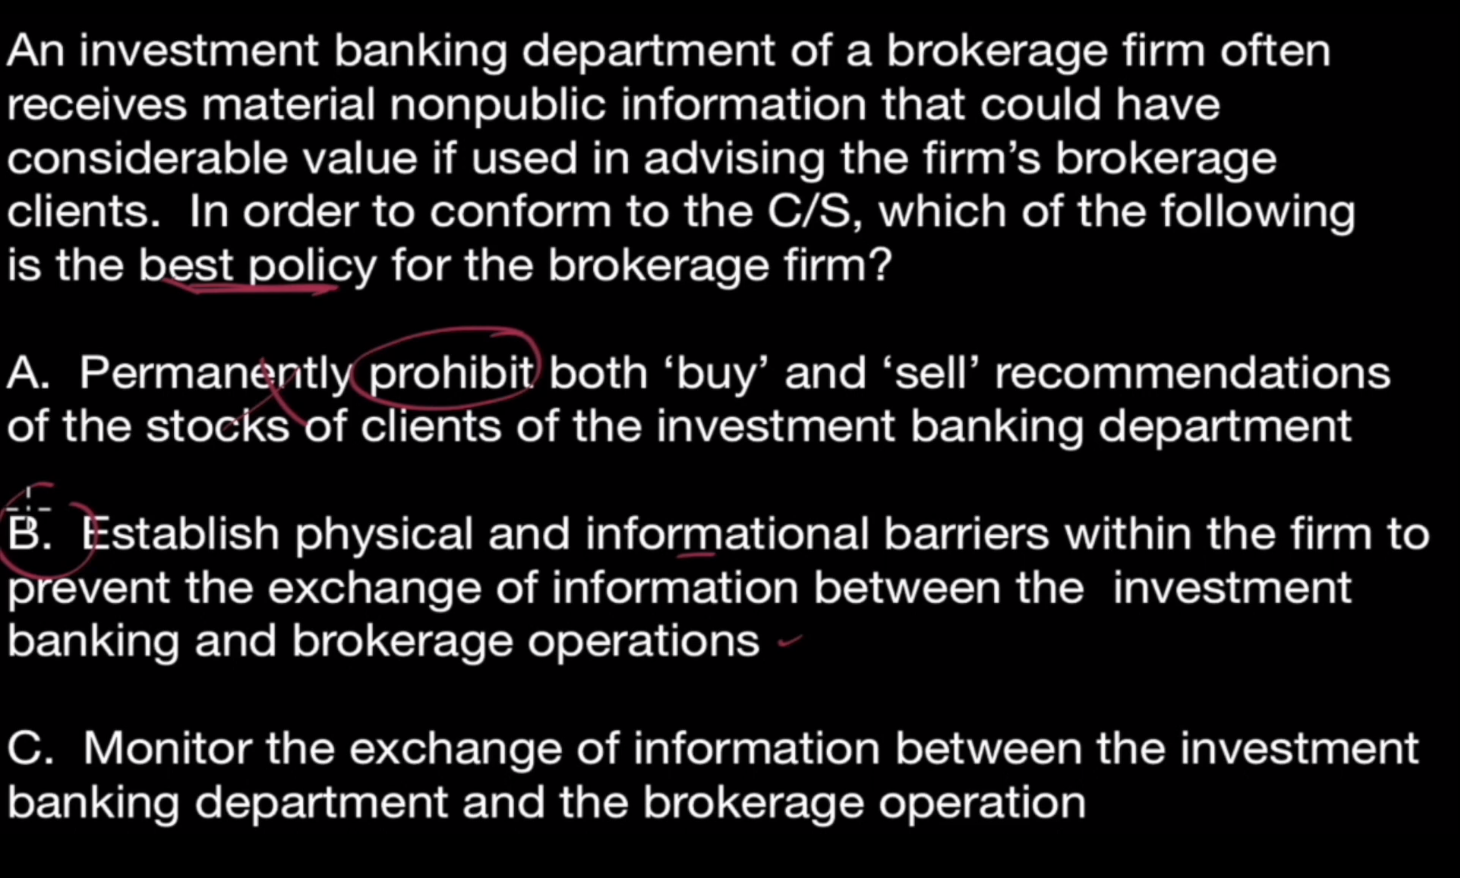 An investment banking department of a brokerage firm often
receives material nonpublic information that could have
considerable value if used in advising the firm’s brokerage
clients.  In order to conform to the C/S, which of the following
is the best policy for the brokerage firm?
A.  Permanently prohibit both ‘buy’ and ‘sell’ recommendations
of the stocks of clients of the investment banking department
B.  Establish physical and informational barriers within the firm to
prevent the exchange of information between the  investment
banking and brokerage operations
C.  Monitor the exchange of information between the investment
banking department and the brokerage operation